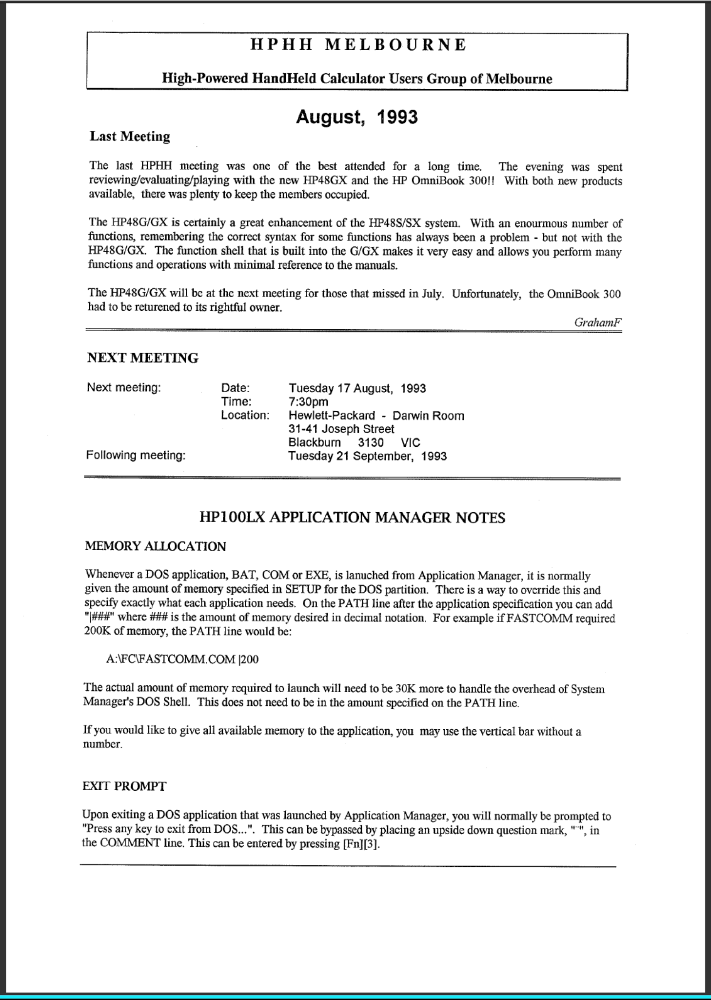 HPHH MELBOURNE
High-Powered HandHeld Calculator Users Group of Melbourne
August, 1993
Last Meeting
The last HPHH meeting was one of the best attended for a long time. The evening was spent
reviewing/evaluating/playing with the new HP48GX and the HP OmniBook 300!! With both new products
available, there was plenty to keep the members occupied.
The HP48G/GX is certainly a great enhancement of the HP48S/SX system. With an enourmous number of
functions, remembering the correct syntax for some functions has always been a problem - but not with the
HP48G/GX. The function shell that is built into the G/GX makes it very easy and allows you perform many
functions and operations with minimal reference to the manuals.
The HP48G/GX will be at the next meeting for those that missed in July. Unfortunately, the OmniBook 300
had to be returened to its rightful owner.
GrahamF
NEXT MEETING
Next meeting: Date: Tuesday 17 August, 1993
Time: 7:30pm
Location: Hewlett-Packard - Darwin Room
31-41 Joseph Street
Blackburn 3130 VIC
Following meeting: Tuesday 21 September, 1993
HP100LX APPLICATION MANAGER NOTES
MEMORY ALLOCATION
Whenever a DOS application, BAT, COM or EXE, is lanuched from Application Manager, it is normally
given the amount of memory specified in SETUP for the DOS partition. There is a way to override this and
specify exactly what each application needs. On the PATH line after the application specification you can add
"|###" where ### is the amount of memory desired in decimal notation. For example if FASTCOMM required
200K of memory, the PATH line would be:
A:\FC\FASTCOMM.COM |200
The actual amount of memory required to launch will need to be 30K more to handle the overhead of System
Manager's DOS Shell. This does not need to be in the amount specified on the PATH line.
If you would like to give all available memory to the application, you may use the vertical bar without a
number.
EXIT PROMPT
Upon exiting a DOS application that was launched by Application Manager, you will normally be prompted to
"Press any key to exit from DOS...". This can be bypassed by placing an upside down question mark, "¨", in
the COMMENT line. This can be entered by pressing [Fn][3].